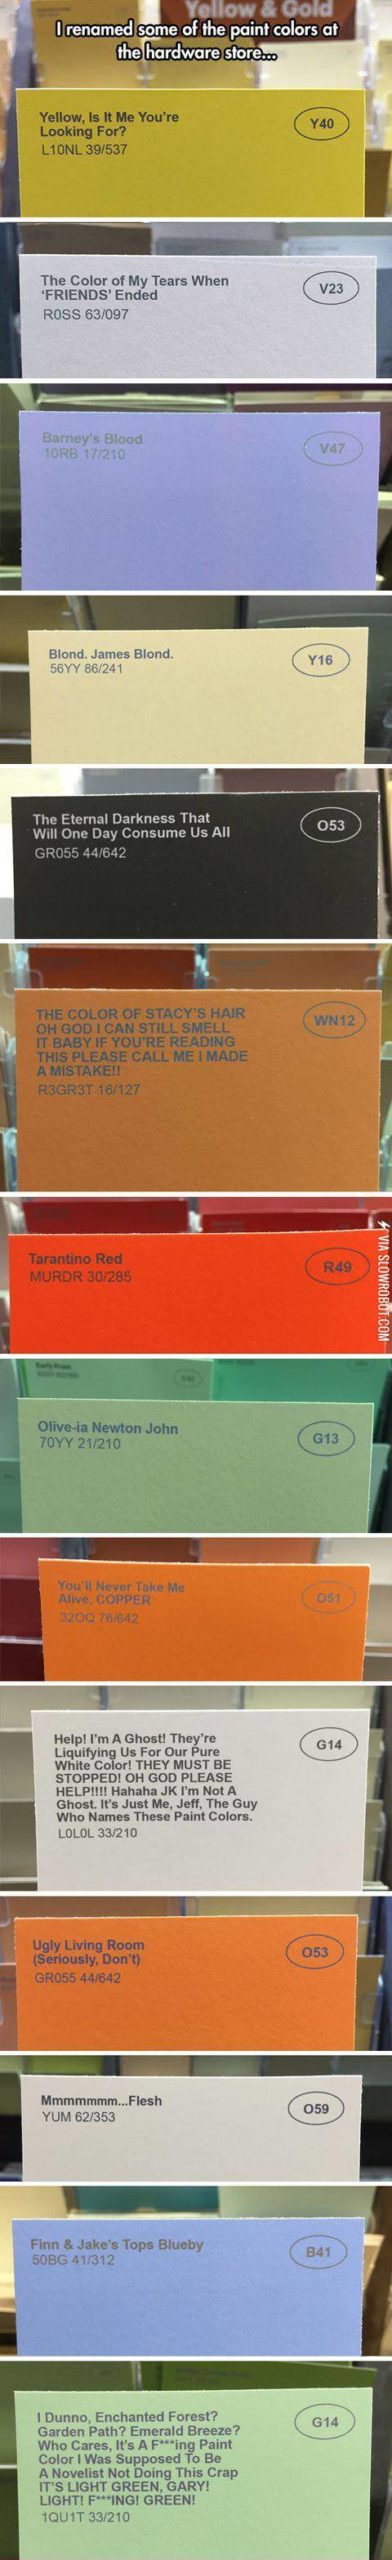 Yellow & Gold
I renamed some of the paint colors at
the hardware store...
Yellow, Is It Me You're
Looking For?
L10NL 39/537
Y40
The Color of My Tears When
'FRIENDS' Ended
R0SS 63/097
V23
Barney's Blood
10RB 17/210
V47
Blond. James Blond.
56YY 86/241
Y16
The Eternal Darkness That
Will One Day Consume Us All
GR055 44/642
O53
THE COLOR OF STACY'S HAIR
OH GOD I CAN STILL SMELL
IT BABY IF YOU'RE READING
THIS PLEASE CALL ME I MADE
A MISTAKE!!
R3GR3T 16/127
WN12
Tarantino Red
MURDR 30/285
R49
VIA SLOWROBOT.COM
Olive-ia Newton John
70YY 21/210
G13
You'll Never Take Me
Alive, COPPER
32OQ 76/642
O51
Help! I'm A Ghost! They're
Liquifying Us For Our Pure
White Color! THEY MUST BE
STOPPED! OH GOD PLEASE
HELP!!!! Hahaha JK I'm Not A
Ghost. It's Just Me, Jeff, The Guy
Who Names These Paint Colors.
L0L0L 33/210
G14
Ugly Living Room
(Seriously, Don't)
GR055 44/642
O53
Mmmmmmm...Flesh
YUM 62/353
O59
Finn & Jake's Tops Blueby
50BG 41/312
B41
I Dunno, Enchanted Forest?
Garden Path? Emerald Breeze?
Who Cares, It's A F***ing Paint
Color I Was Supposed To Be
A Novelist Not Doing This Crap
IT'S LIGHT GREEN, GARY!
LIGHT! F***ING! GREEN!
1QU1T 33/210
G14